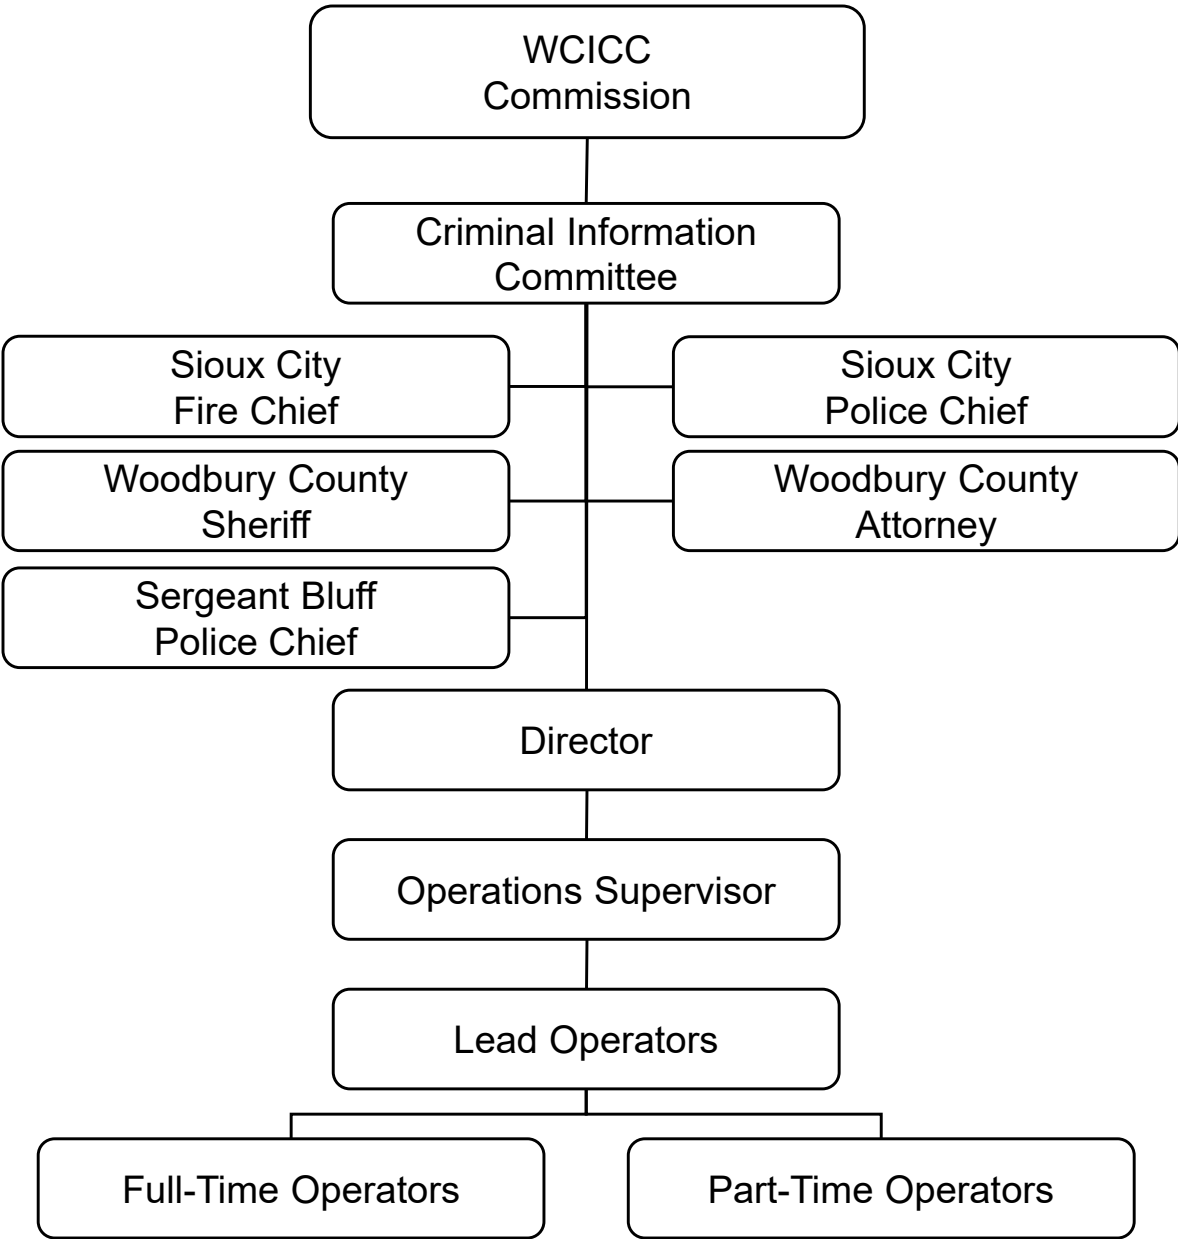 WCICC
Commission
Criminal Information
Committee
Sioux City
Fire Chief
Sioux City
Police Chief
Woodbury County
Sheriff
Woodbury County
Attorney
Sergeant Bluff
Police Chief
Director
Operations Supervisor
Lead Operators
Full-Time Operators
Part-Time Operators